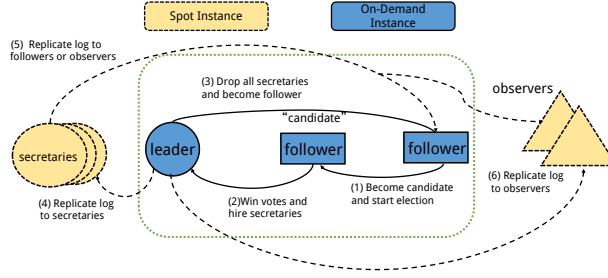 Spot Instance
On-Demand
Instance
(5) Replicate log to
followers or observers
(3) Drop all secretaries
and become follower
observers
“candidate”
secretaries
leader
follower
follower
(4) Replicate log
to secretaries
(2)Win votes and
hire secretaries
(1) Become candidate
and start election
(6) Replicate log
to observers